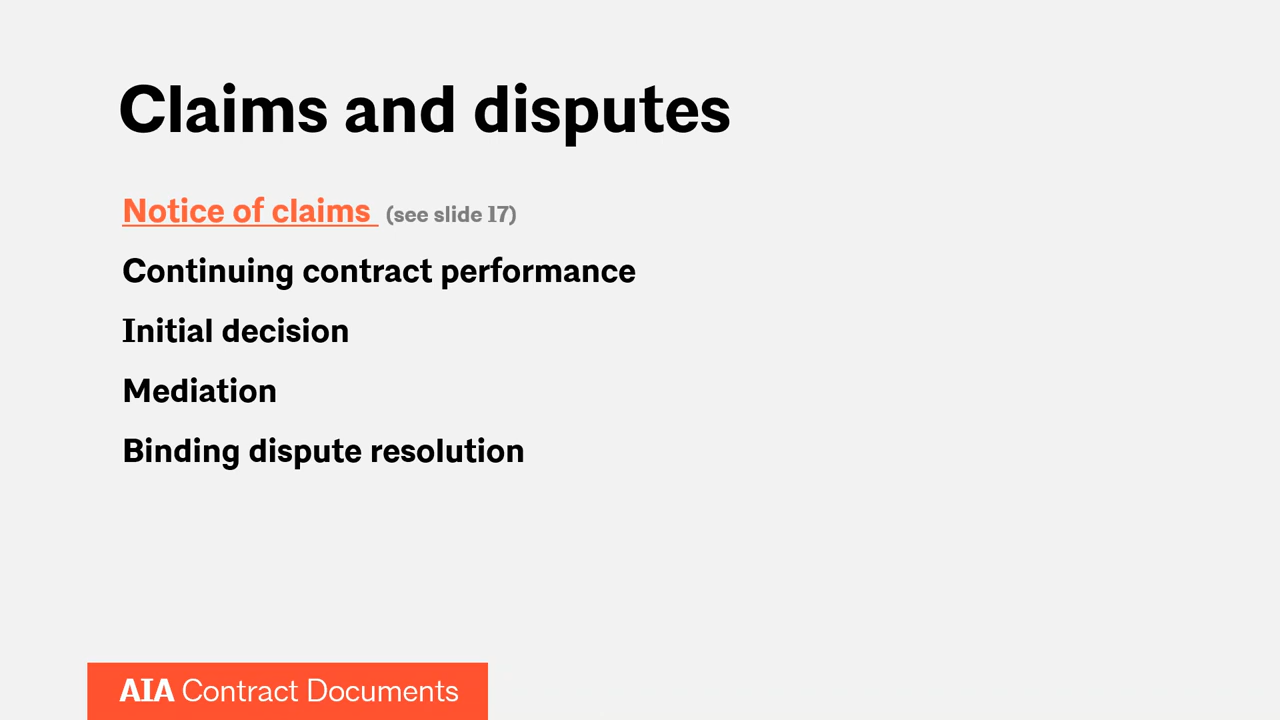 Claims and disputes
Notice of claims (see slide 17)
Continuing contract performance
Initial decision
Mediation
Binding dispute resolution
AIA Contract Documents